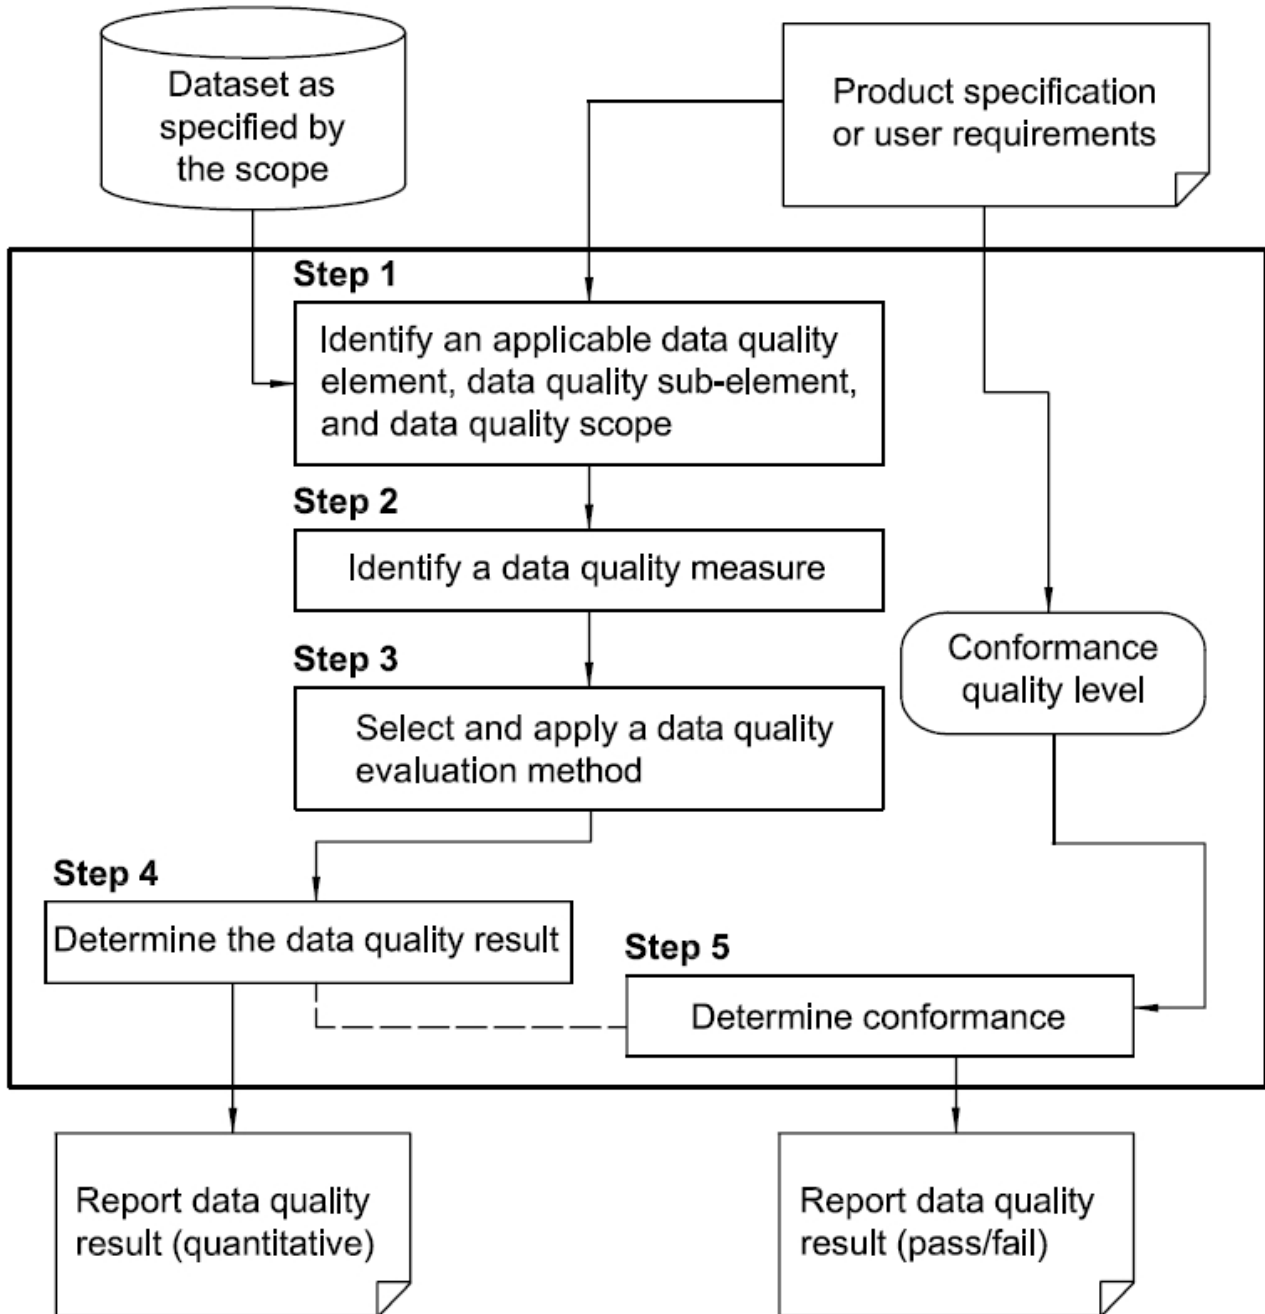 Dataset as
specified by
the scope
Product specification
or user requirements
Step 1
Identify an applicable data quality
element, data quality sub-element,
and data quality scope
Step 2
Identify a data quality measure
Step 3
Select and apply a data quality
evaluation method
Conformance
quality level
Step 4
Determine the data quality result
Step 5
Determine conformance
Report data quality
result (quantitative)
Report data quality
result (pass/fail)